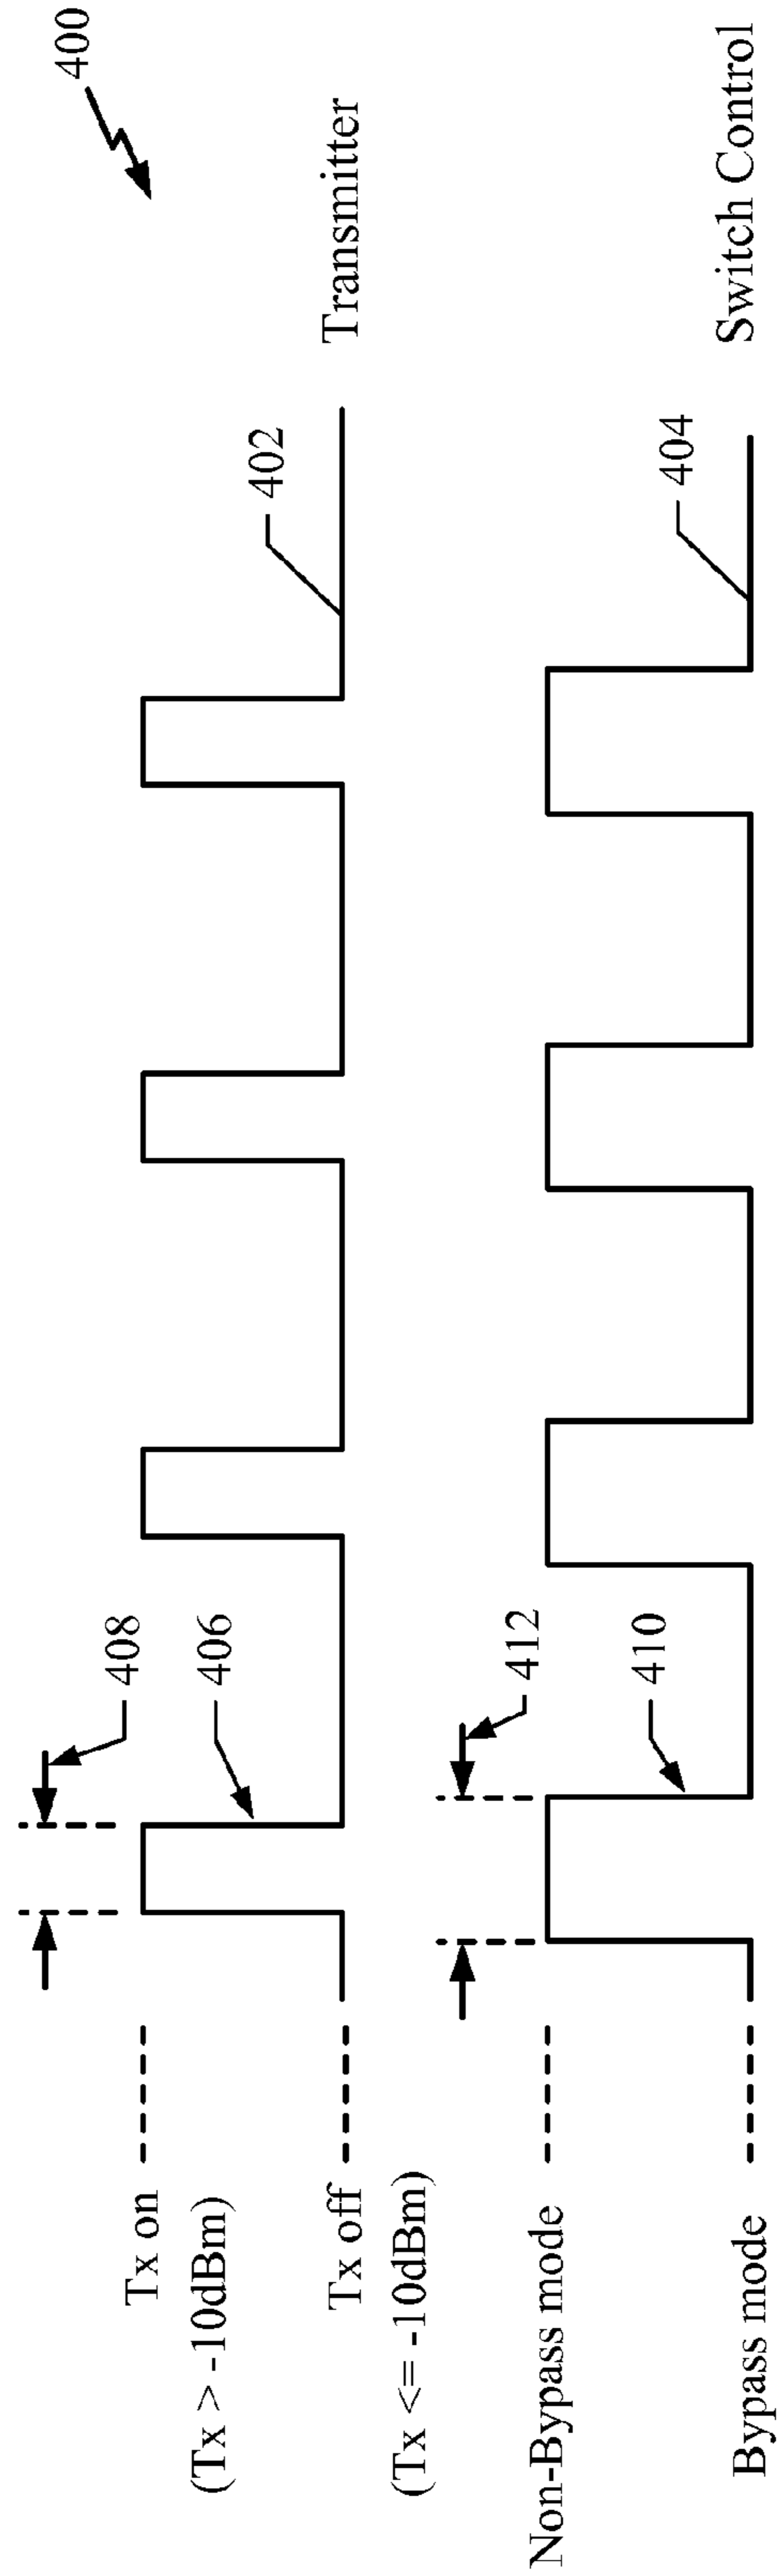 400
Tx on
(Tx > -10dBm)
408
406
Tx off
(Tx <= -10dBm)
402
Transmitter
Non-Bypass mode
412
410
Bypass mode
404
Switch Control